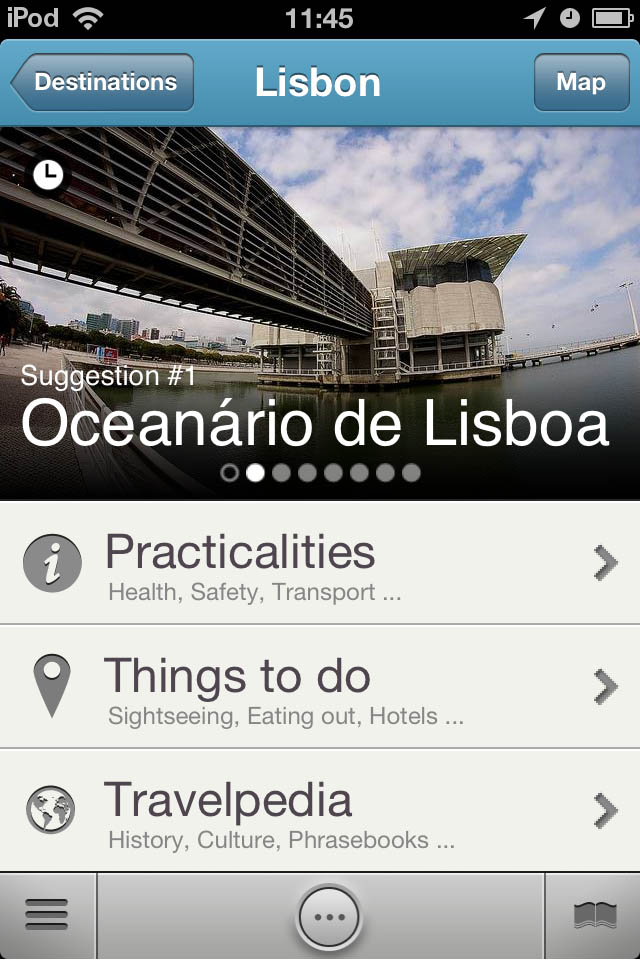 iPod 11:45
Destinations Lisbon Map
Suggestion #1
Oceanário de Lisboa
Practicalities
Health, Safety, Transport ...
Things to do
Sightseeing, Eating out, Hotels ...
Travelpedia
History, Culture, Phrasebooks ...